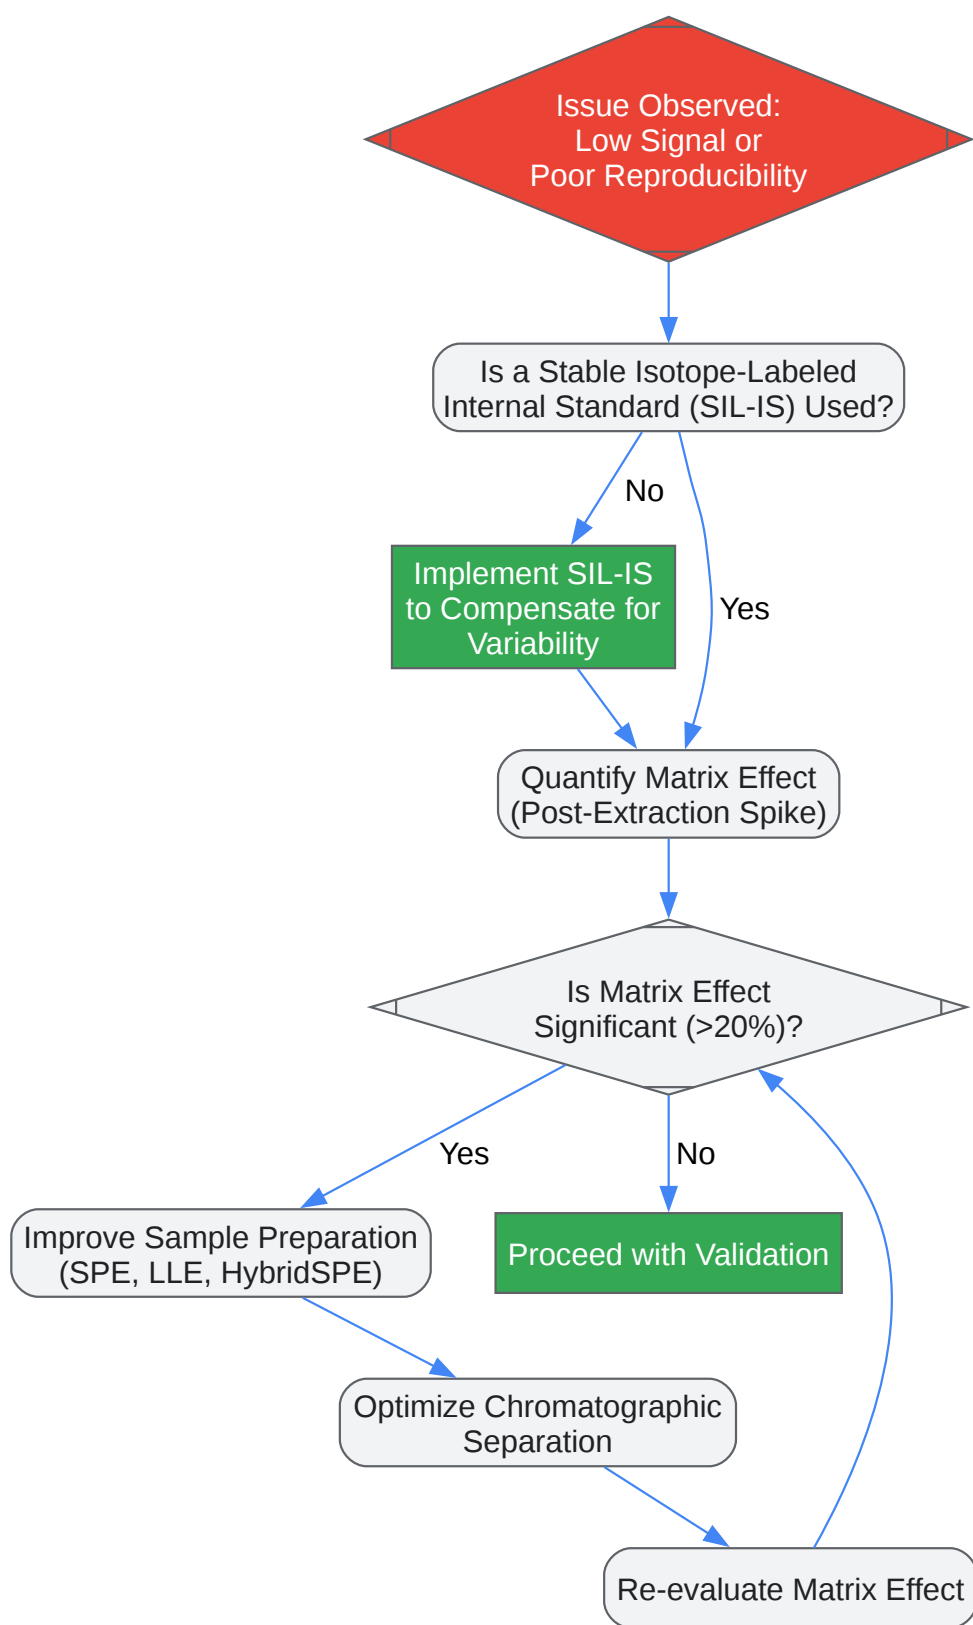 Issue Observed:
Low Signal or
Poor Reproducibility
Is a Stable Isotope-Labeled
Internal Standard (SIL-IS) Used?
No
Implement SIL-IS
to Compensate for
Variability
Yes
Quantify Matrix Effect
(Post-Extraction Spike)
Is Matrix Effect
Significant (>20%)?
Yes
No
Improve Sample Preparation
(SPE, LLE, HybridSPE)
Proceed with Validation
Optimize Chromatographic
Separation
Re-evaluate Matrix Effect